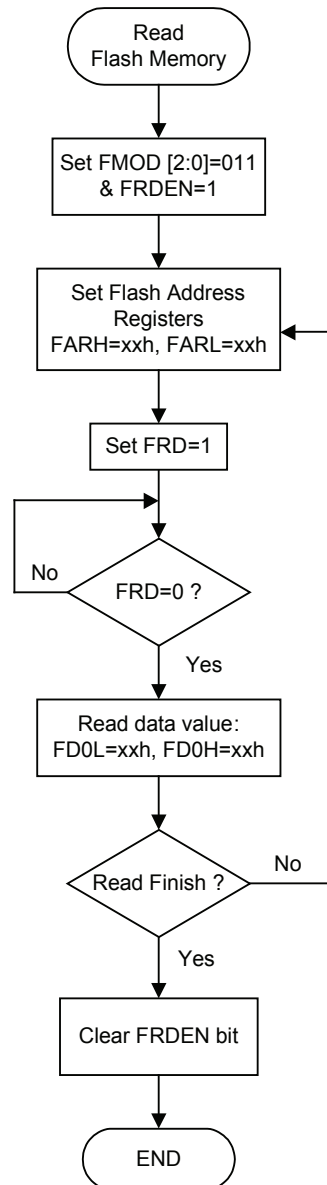 Read
Flash Memory
Set FMOD [2:0]=011
& FRDEN=1
Set Flash Address
Registers
FARH=xxh, FARL=xxh
Set FRD=1
No
FRD=0 ?
Yes
Read data value:
FD0L=xxh, FD0H=xxh
Read Finish ?
No
Yes
Clear FRDEN bit
END